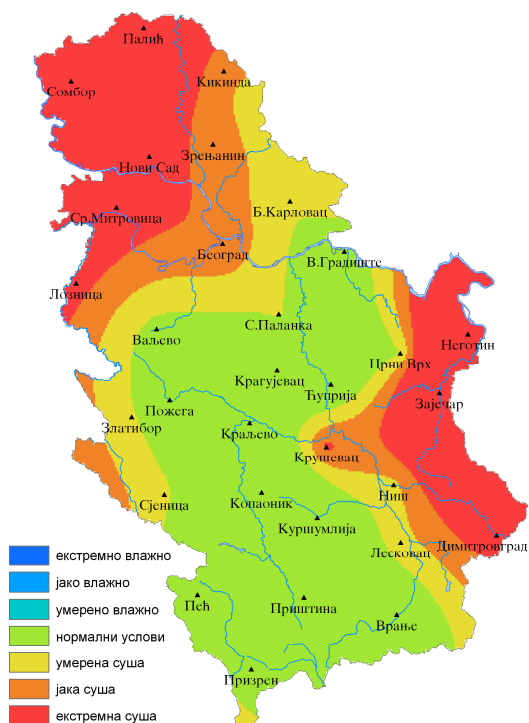 Палић
Кикинда
Сомбор
Зрењанин
Нови Сад
Б.Карловац
Ср.Митровица
Београд
В.Градиште
Лозница
С.Паланка
Ваљево
Неготин
Црни Врх
Крагујевац
Ћуприја
Зајечар
Пожега
Златибор
Краљево
Крушевац
Ниш
Сјеница
Копаоник
Куршумлија
Димитровград
Лесковац
Пећ
Приштина
Врање
Призрен
екстремно влажно
јако влажно
умерено влажно
нормални услови
умерена суша
јака суша
екстремна суша